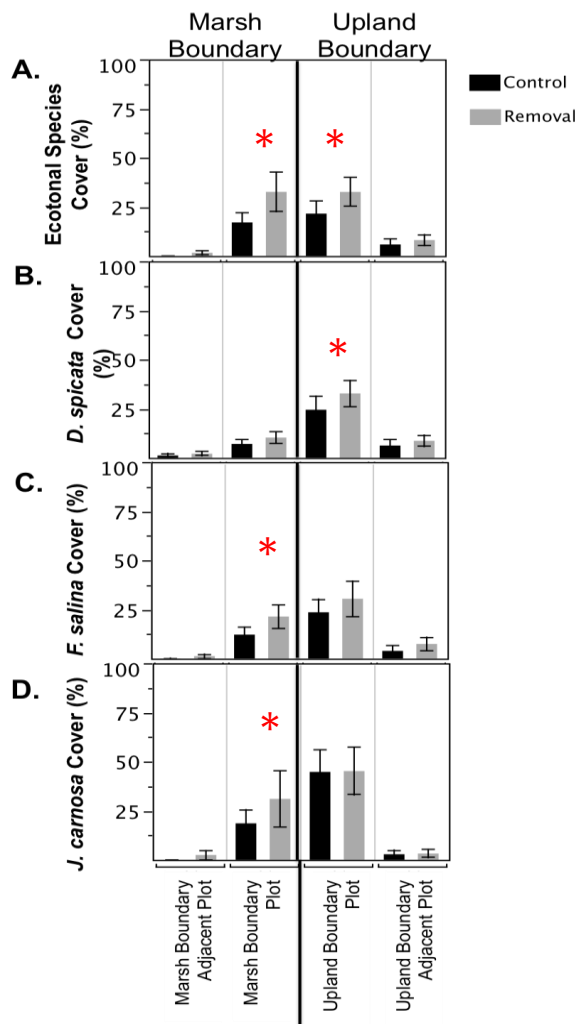 Marsh Boundary
Upland Boundary
Control
Removal
A.
Ecotonal Species
Cover (%)
100
75
50
25
*
*
B.
D. spicata Cover
(%)
100
75
50
25
*
C.
F. salina Cover (%)
100
75
50
25
*
D.
J. carnosa Cover (%)
100
75
50
25
*
Marsh Boundary
Adjacent Plot
Marsh Boundary
Plot
Upland Boundary
Plot
Upland Boundary
Adjacent Plot